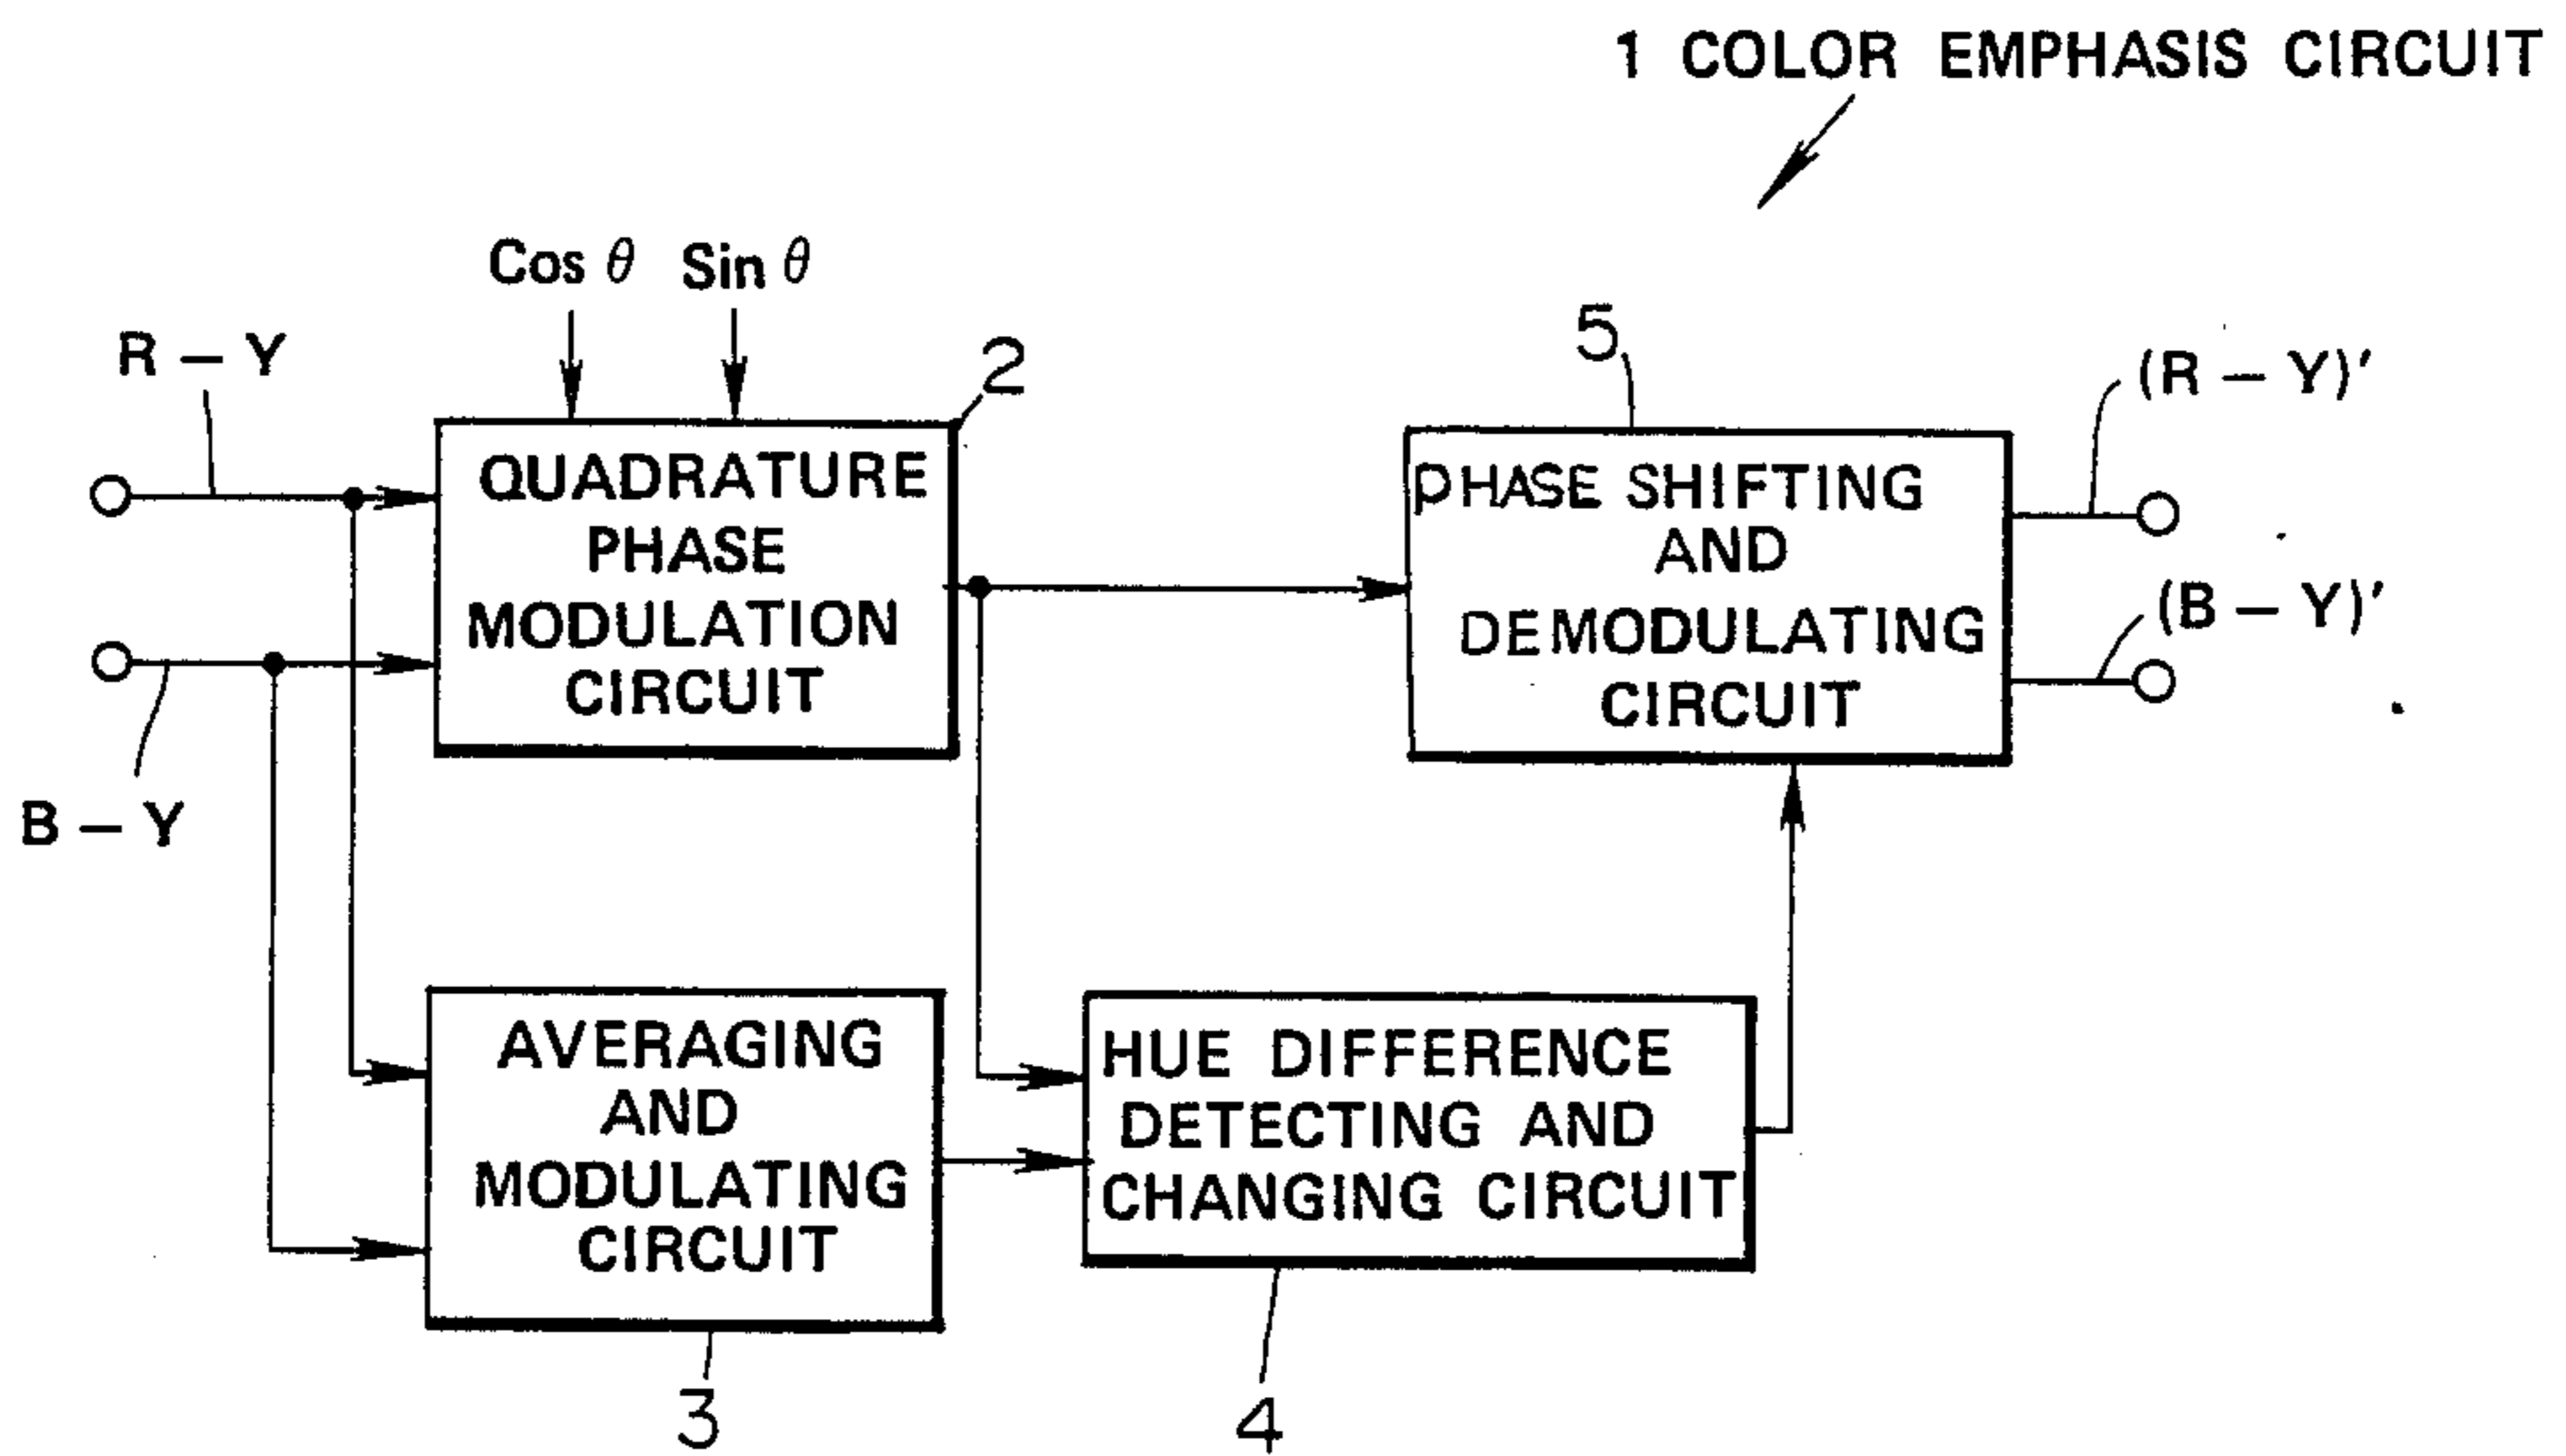 1 COLOR EMPHASIS CIRCUIT
Cos θ Sin θ
R – Y
2
QUADRATURE
PHASE
MODULATION
CIRCUIT
B – Y
5
PHASE SHIFTING
AND
DEMODULATING
CIRCUIT
(R – Y)'
(B – Y)'
AVERAGING
AND
MODULATING
CIRCUIT
3
HUE DIFFERENCE
DETECTING AND
CHANGING CIRCUIT
4